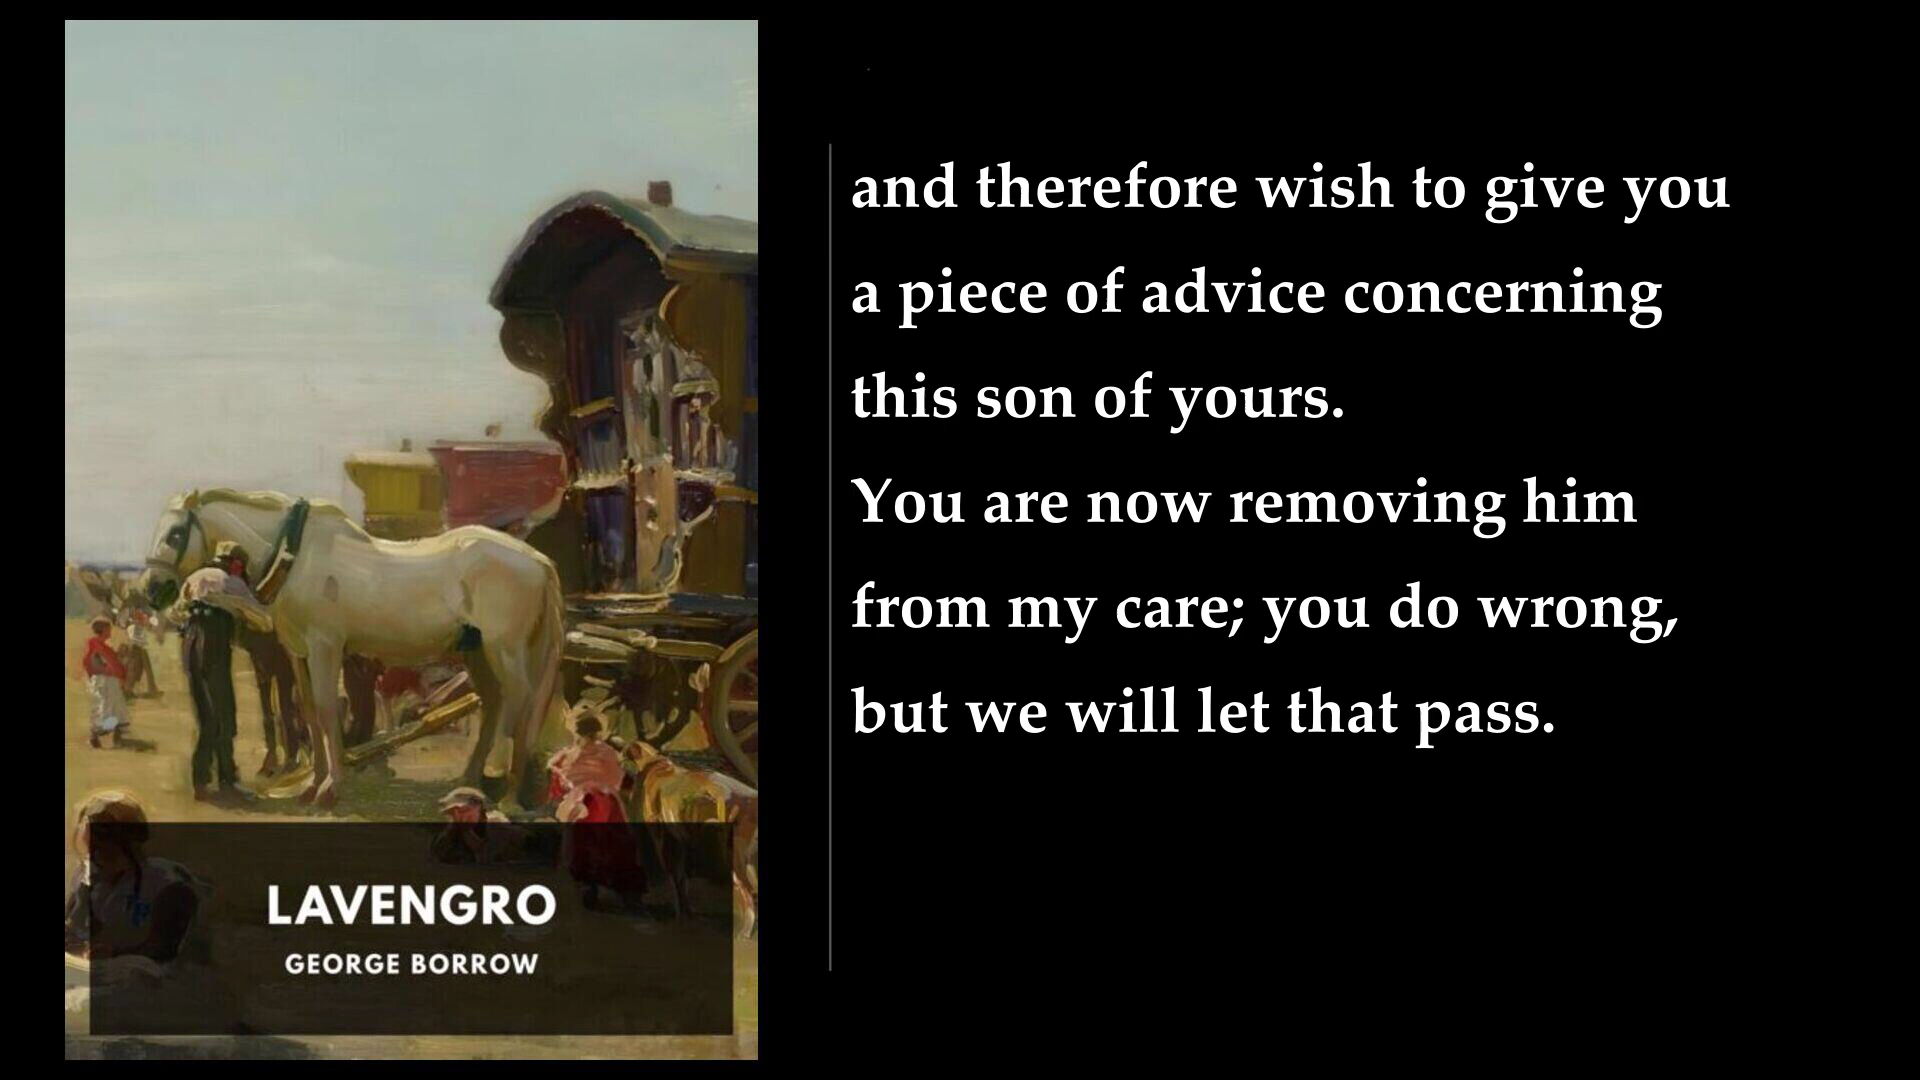 and therefore wish to give you
a piece of advice concerning
this son of yours.
You are now removing him
from my care; you do wrong,
but we will let that pass.
LAVENGRO
GEORGE BORROW